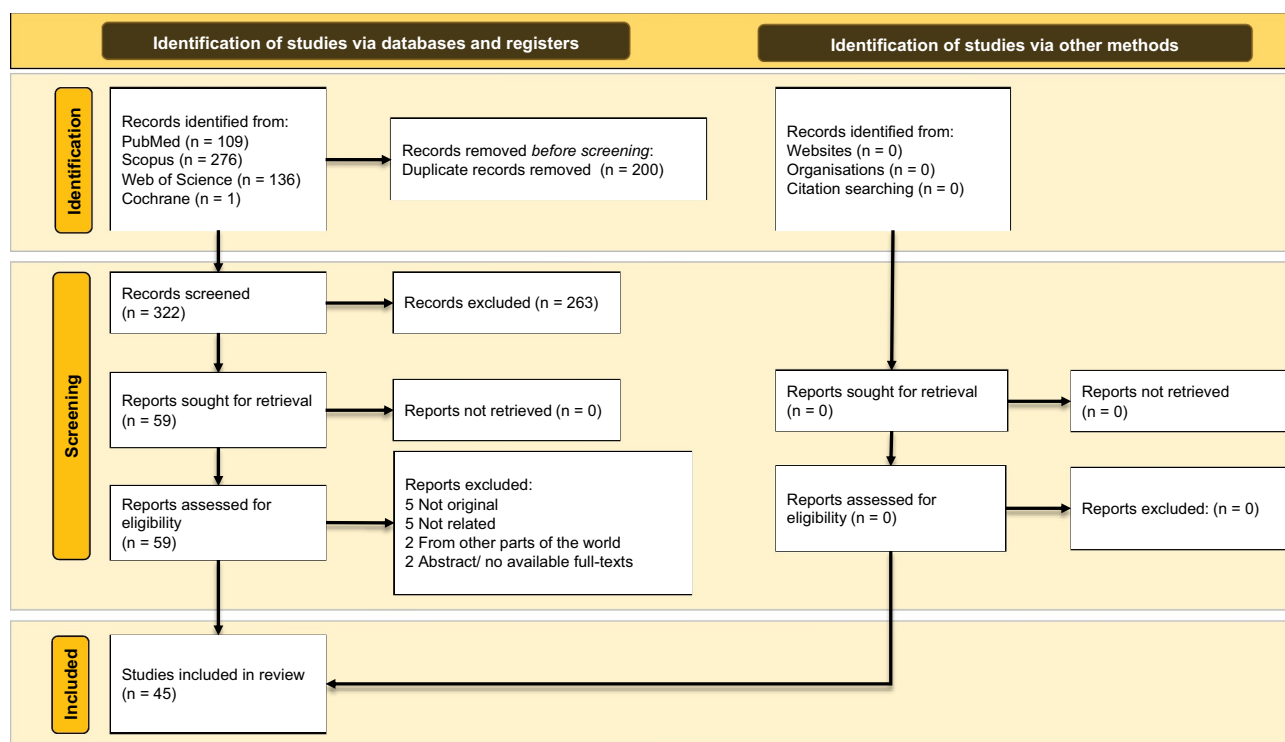 Identification of studies via databases and registers
Identification of studies via other methods
Identification
Records identified from:
PubMed (n = 109)
Scopus (n = 276)
Web of Science (n = 136)
Cochrane (n = 1)
Records removed before screening:
Duplicate records removed (n = 200)
Records identified from:
Websites (n = 0)
Organisations (n = 0)
Citation searching (n = 0)
Screening
Records screened
(n = 322)
Records excluded (n = 263)
Reports sought for retrieval
(n = 59)
Reports not retrieved (n = 0)
Reports sought for retrieval
(n = 0)
Reports not retrieved
(n = 0)
Reports assessed for
eligibility
(n = 59)
Reports excluded:
5 Not original
5 Not related
2 From other parts of the world
2 Abstract/ no available full-texts
Reports assessed for
eligibility (n = 0)
Reports excluded: (n = 0)
Included
Studies included in review
(n = 45)